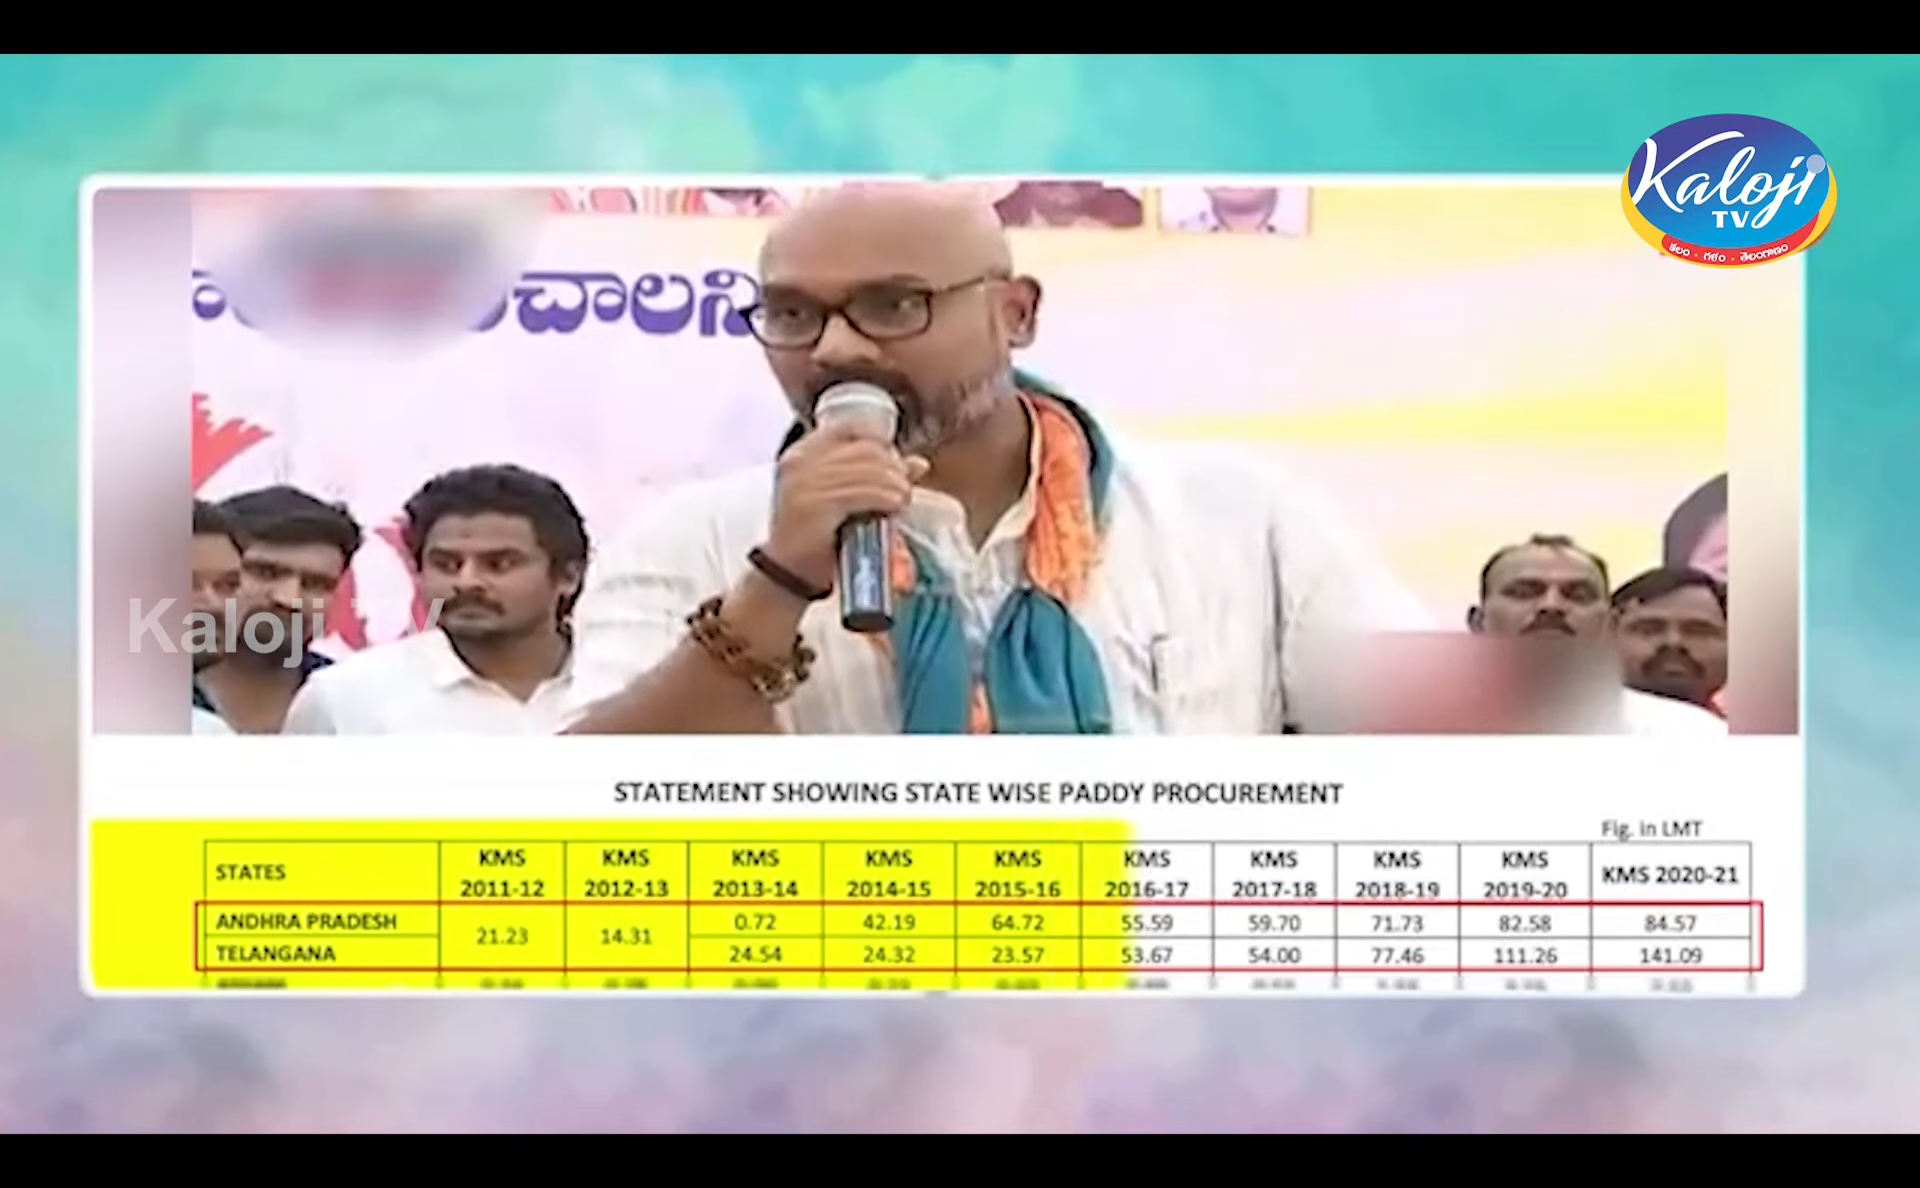 Kaloji
TV
కలం · గళం · తెలంగాణం
చాలని
Kaloji TV
STATEMENT SHOWING STATE WISE PADDY PROCUREMENT
Fig. in LMT
STATES KMS 2011-12 KMS 2012-13 KMS 2013-14 KMS 2014-15 KMS 2015-16 KMS 2016-17 KMS 2017-18 KMS 2018-19 KMS 2019-20 KMS 2020-21
ANDHRA PRADESH 21.23 14.31 0.72 42.19 64.72 55.59 59.70 71.73 82.58 84.57
TELANGANA 24.54 24.32 23.57 53.67 54.00 77.46 111.26 141.09